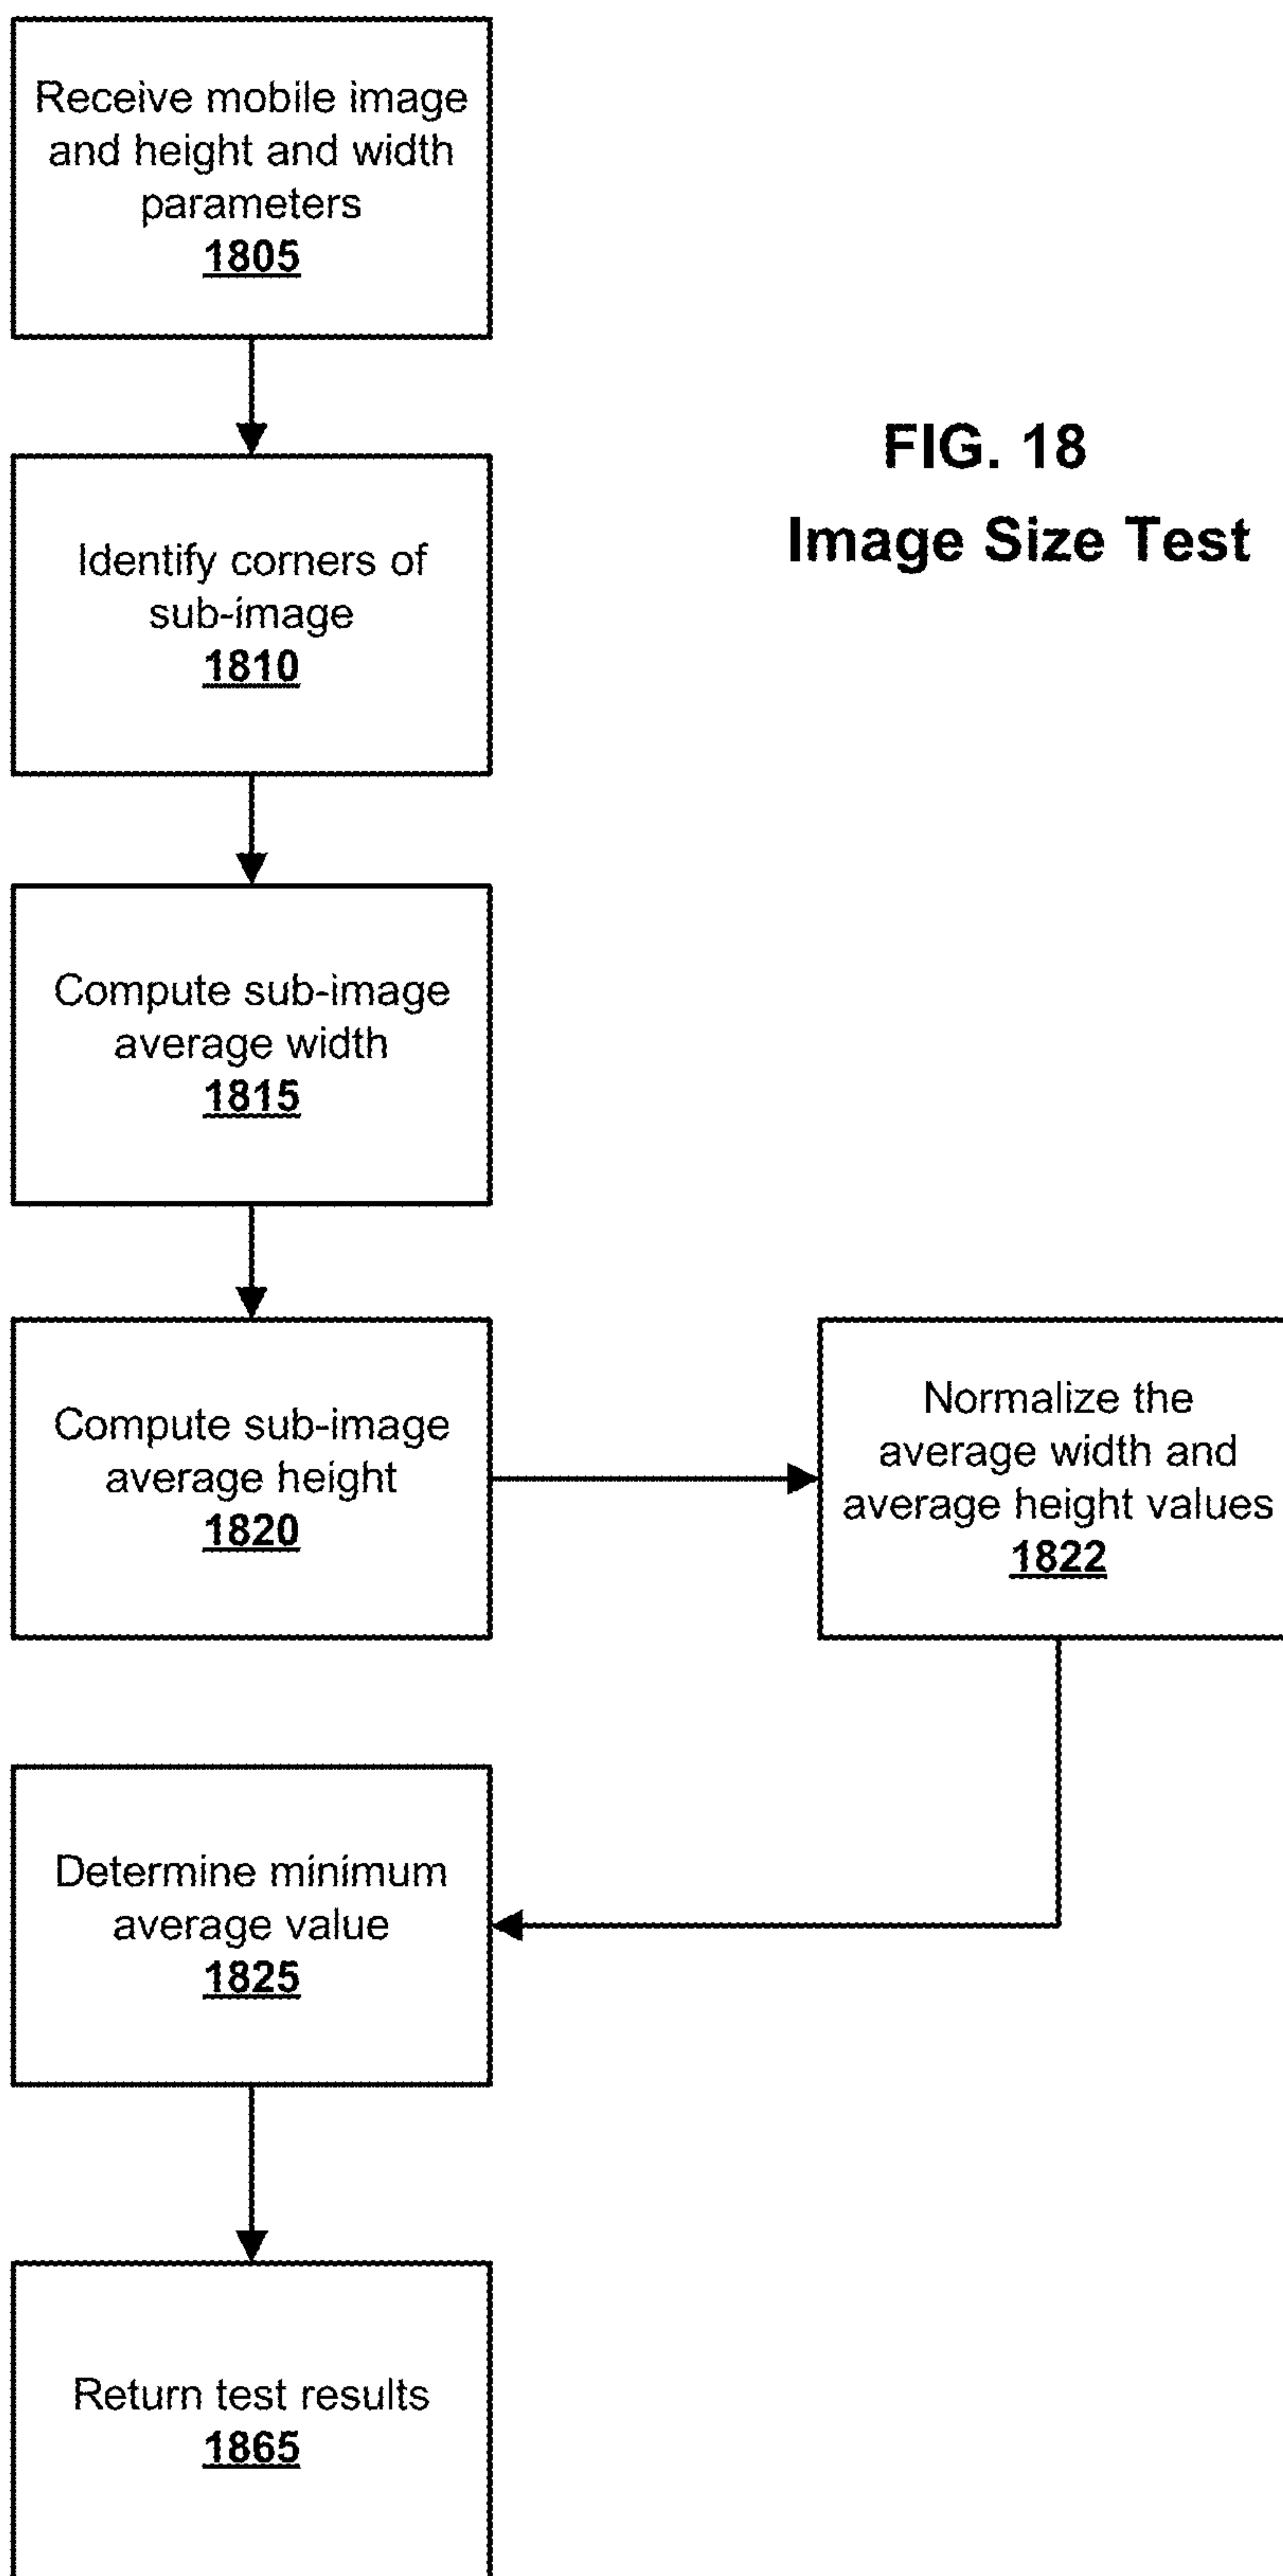 Receive mobile image
and height and width
parameters
1805
FIG. 18
Image Size Test
Identify corners of
sub-image
1810
Compute sub-image
average width
1815
Compute sub-image
average height
1820
Normalize the
average width and
average height values
1822
Determine minimum
average value
1825
Return test results
1865